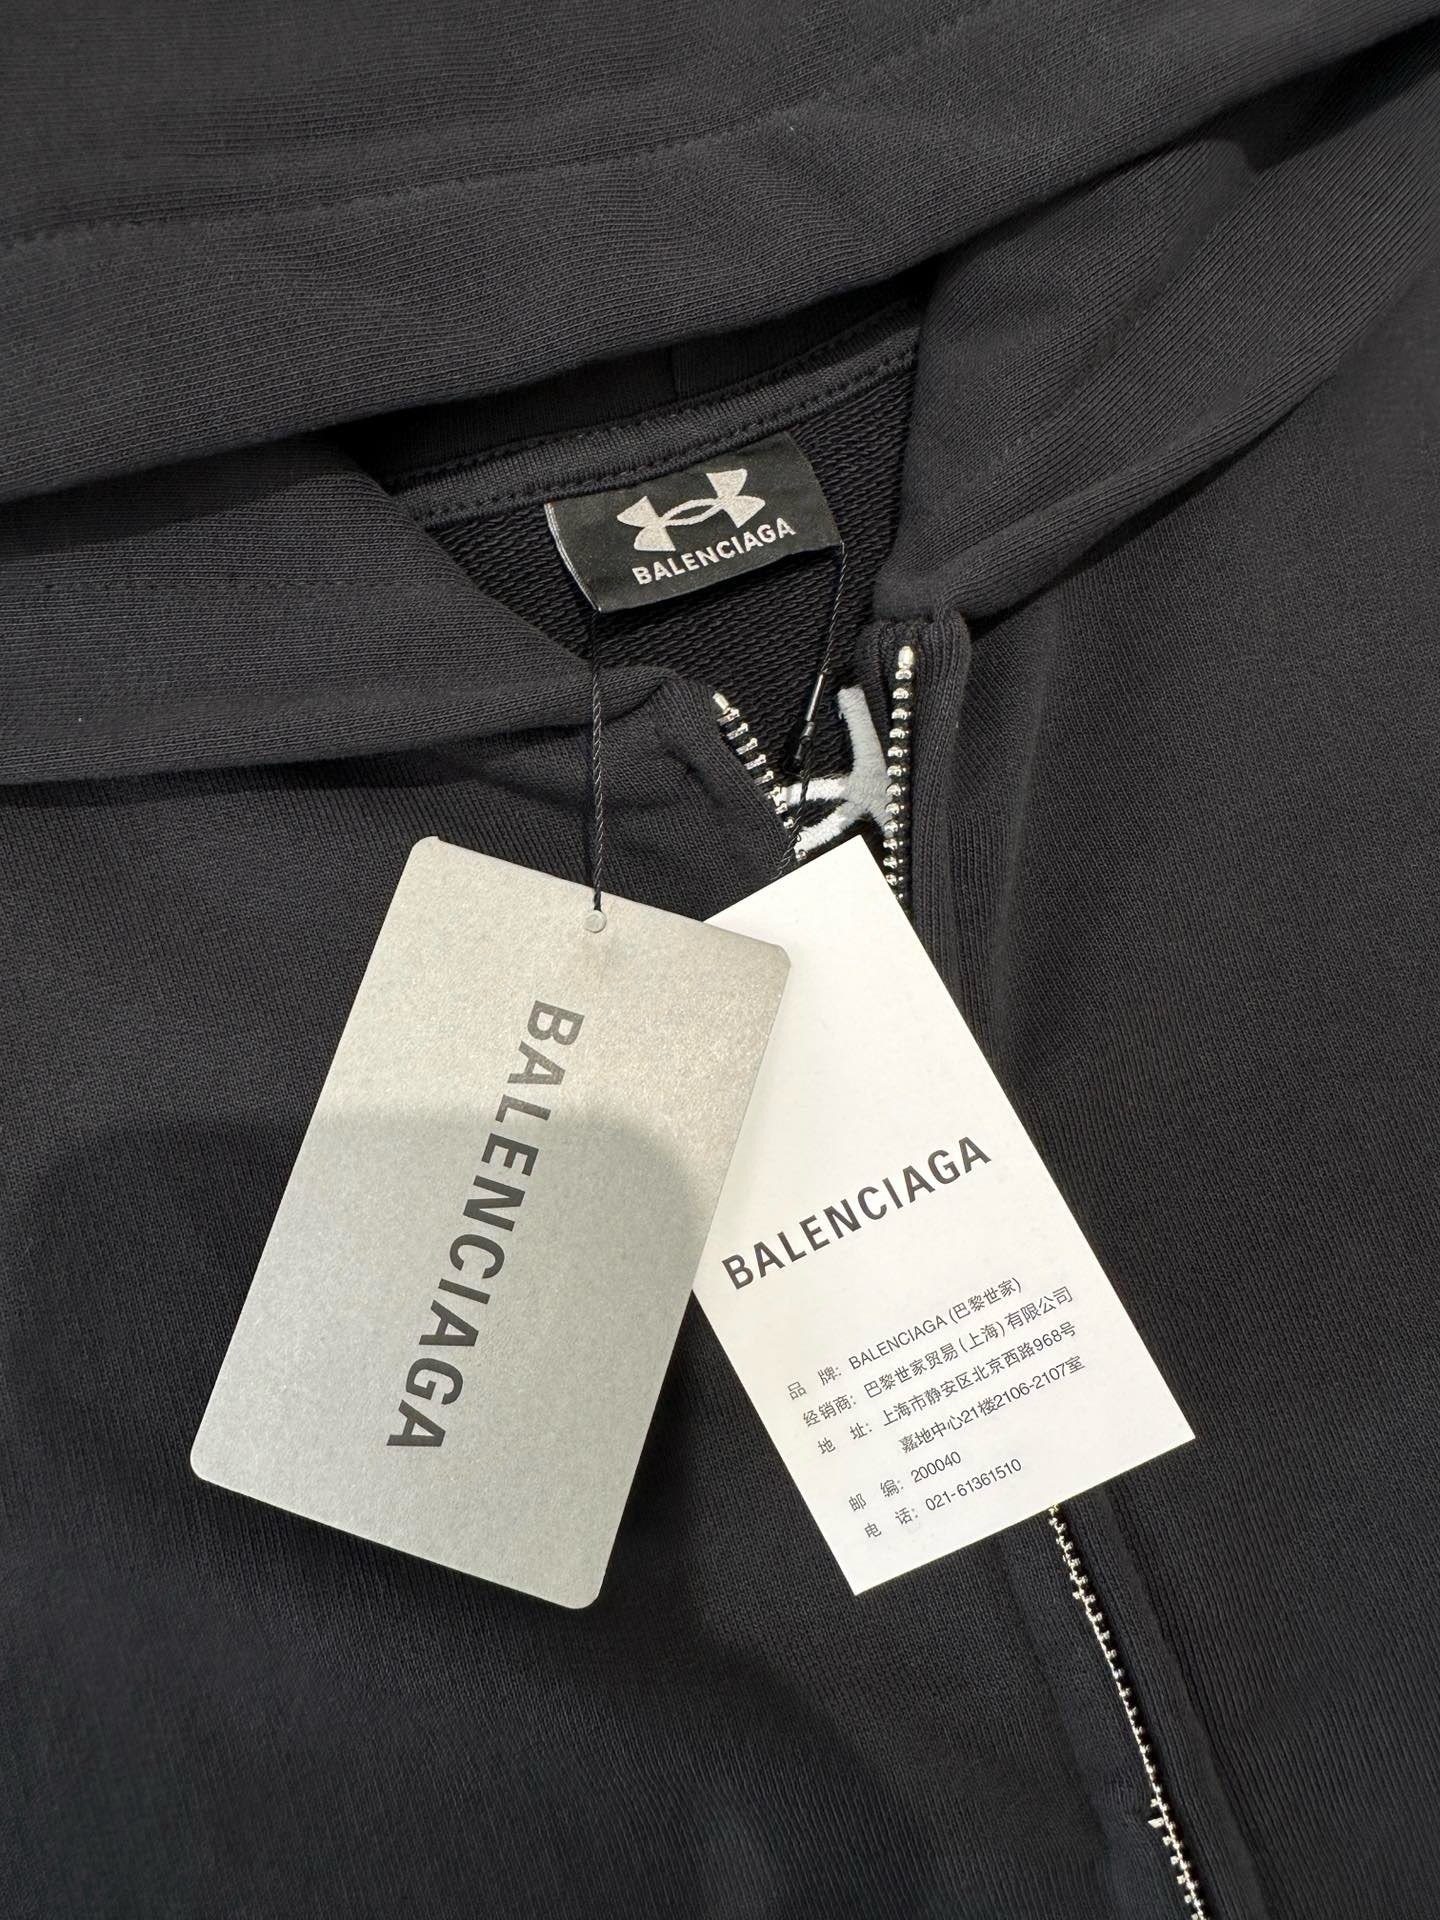 BALENCIAGA
BALENCIAGA
BALENCIAGA
品 牌: BALENCIAGA (巴黎世家)
经销商: 巴黎世家贸易 (上海) 有限公司
地 址: 上海市静安区北京西路968号
嘉地中心21楼2106-2107室
邮 编: 200040
电 话: 021-61361510